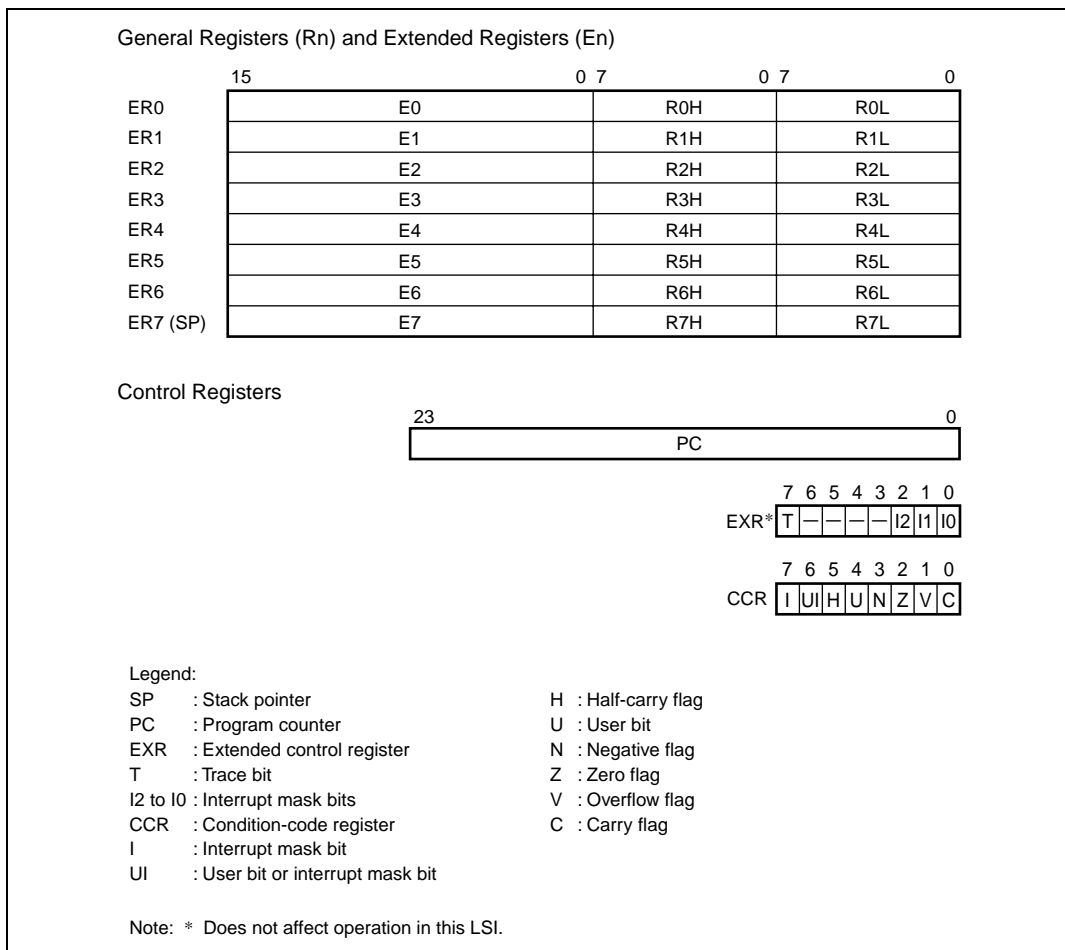 General Registers (Rn) and Extended Registers (En)
15 0 7 0 7 0
ER0 E0 R0H R0L
ER1 E1 R1H R1L
ER2 E2 R2H R2L
ER3 E3 R3H R3L
ER4 E4 R4H R4L
ER5 E5 R5H R5L
ER6 E6 R6H R6L
ER7 (SP) E7 R7H R7L
Control Registers
23 0
PC
7 6 5 4 3 2 1 0
EXR* T — — — — I2 I1 I0
7 6 5 4 3 2 1 0
CCR I UI H U N Z V C
Legend:
SP : Stack pointer
PC : Program counter
EXR : Extended control register
T : Trace bit
I2 to I0 : Interrupt mask bits
CCR : Condition-code register
I : Interrupt mask bit
UI : User bit or interrupt mask bit
H : Half-carry flag
U : User bit
N : Negative flag
Z : Zero flag
V : Overflow flag
C : Carry flag
Note: * Does not affect operation in this LSI.